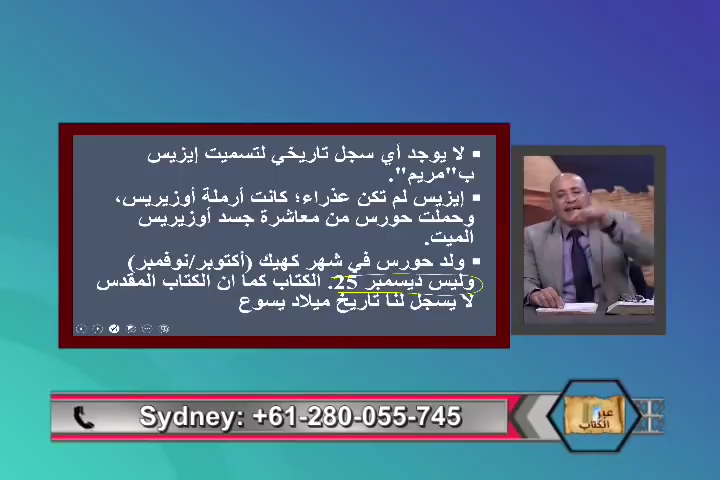 لا يوجد أي سجل تاريخي لتسميت إيزيس
ب"مريم".
إيزيس لم تكن عذراء؛ كانت أرملة أوزيريس،
وحملت حورس من معاشرة جسد أوزيريس
الميت.
ولد حورس في شهر كهيك (أكتوبر/نوفمبر)
وليس ديسمبر 25. الكتاب كما ان الكتاب المقدس
لا يسجل لنا تاريخ ميلاد يسوع
Sydney: +61-280-055-745
عبر
الكتاب